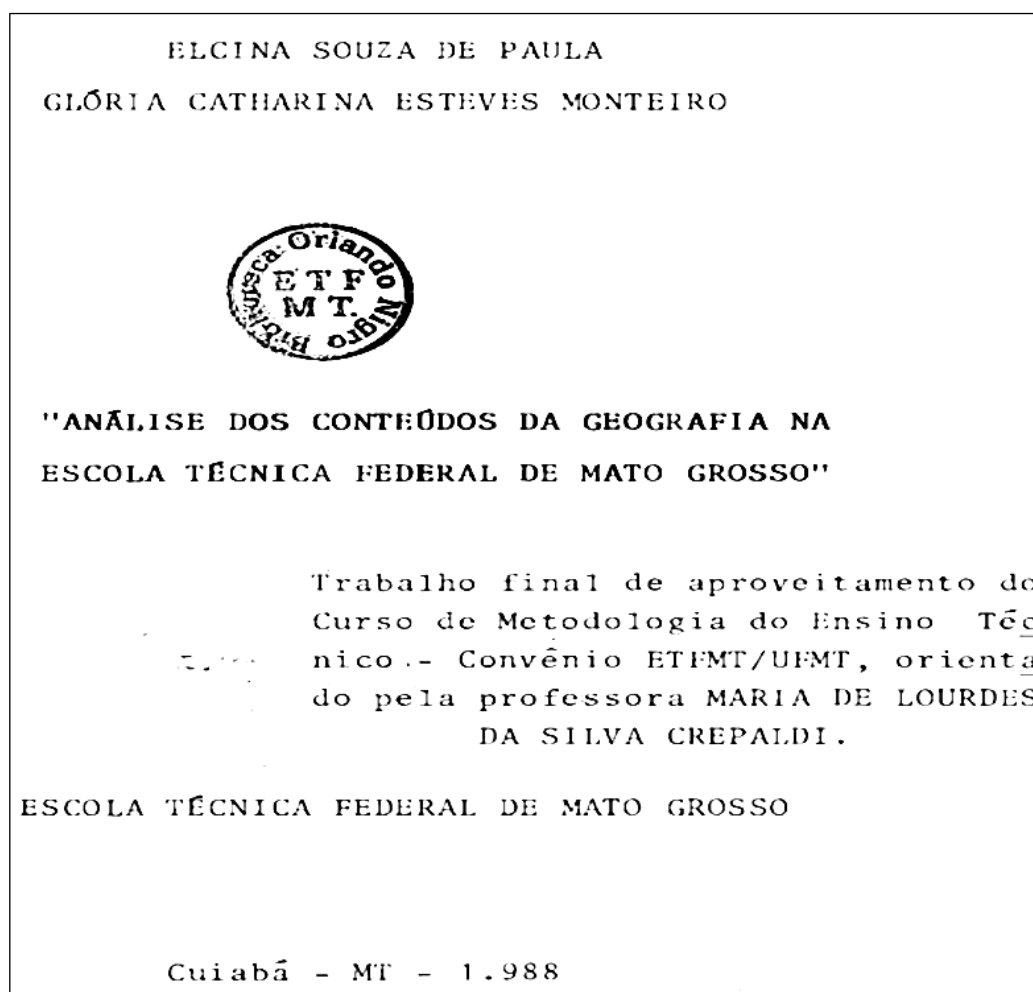 ELCINA SOUZA DE PAULA
GLÓRIA CATHARINA ESTEVES MONTEIRO
Biblioteca Orlando Nigro
ETF
MT.
"ANÁLISE DOS CONTEÚDOS DA GEOGRAFIA NA
ESCOLA TÉCNICA FEDERAL DE MATO GROSSO"
Trabalho final de aproveitamento do
Curso de Metodologia do Ensino Téc
nico - Convênio ETFMT/UFMT, orienta
do pela professora MARIA DE LOURDES
DA SILVA CREPALDI.
ESCOLA TÉCNICA FEDERAL DE MATO GROSSO
Cuiabá - MT - 1.988